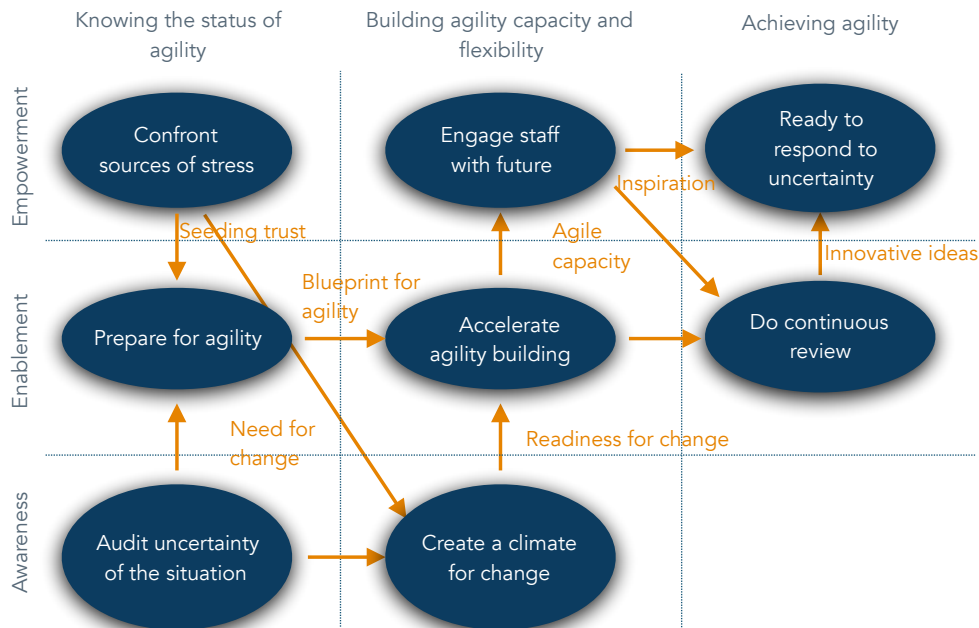 Knowing the status of
agility
Building agility capacity and
flexibility
Achieving agility
Empowerment
Confront
sources of stress
Engage staff
with future
Ready to
respond to
uncertainty
Inspiration
Seeding trust
Agile
capacity
Innovative ideas
Enablement
Blueprint for
agility
Prepare for agility
Accelerate
agility building
Do continuous
review
Need for
change
Readiness for change
Awareness
Audit uncertainty
of the situation
Create a climate
for change